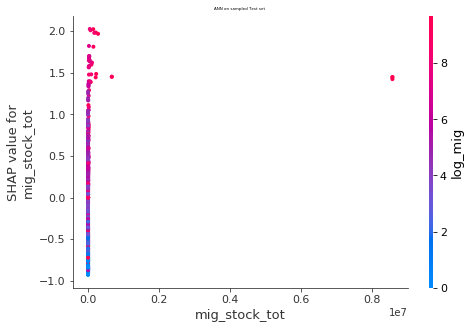 ANN on sampled Test set
SHAP value for
mig_stock_tot
2.0
1.5
1.0
0.5
0.0
−0.5
−1.0
0.0
0.2
0.4
0.6
0.8
1e7
mig_stock_tot
8
6
4
2
0
log_mig